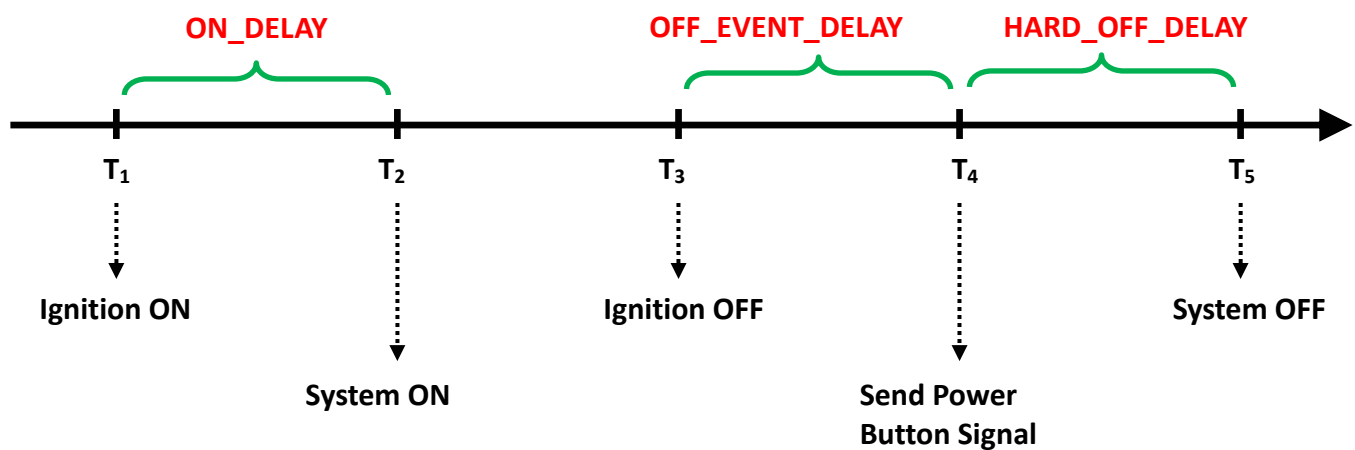 ON_DELAY
OFF_EVENT_DELAY
HARD_OFF_DELAY
T₁
T₂
T₃
T₄
T₅
Ignition ON
Ignition OFF
System OFF
System ON
Send Power
Button Signal